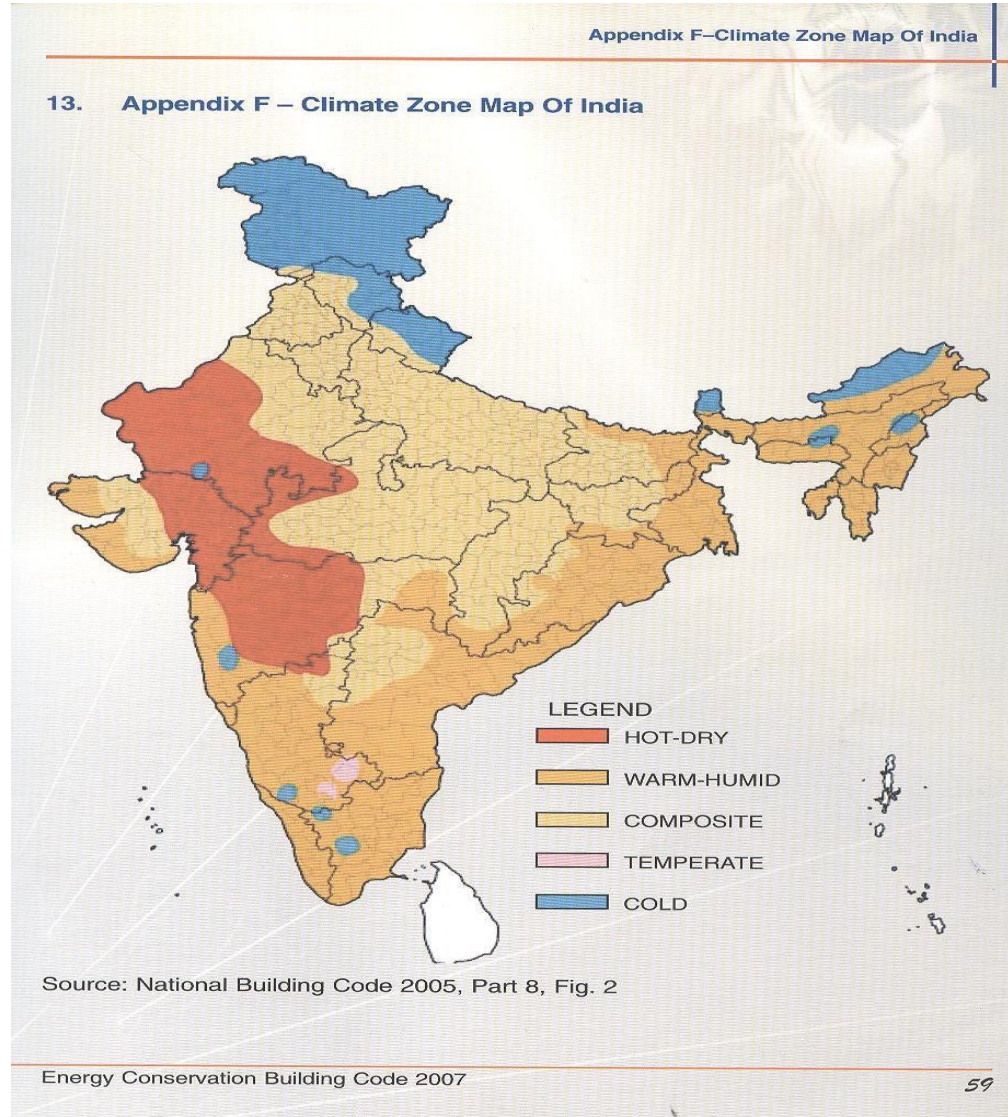 Appendix F–Climate Zone Map Of India
13. Appendix F – Climate Zone Map Of India
LEGEND
HOT-DRY
WARM-HUMID
COMPOSITE
TEMPERATE
COLD
Source: National Building Code 2005, Part 8, Fig. 2
Energy Conservation Building Code 2007
59